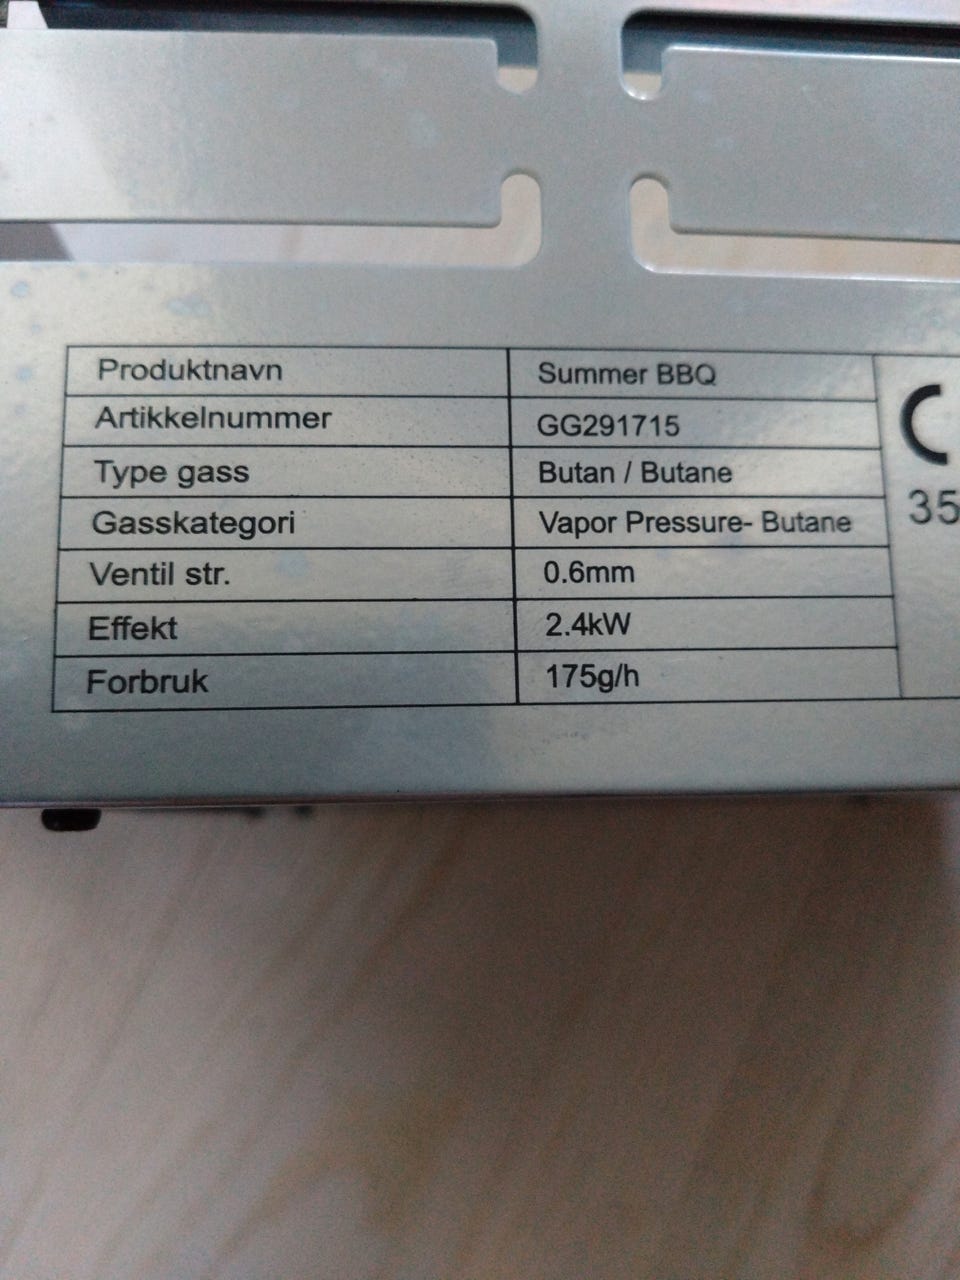 Produktnavn Summer BBQ
Artikkelnummer GG291715
Type gass Butan / Butane
Gasskategori Vapor Pressure- Butane
Ventil str. 0.6mm
Effekt 2.4kW
Forbruk 175g/h
C
35